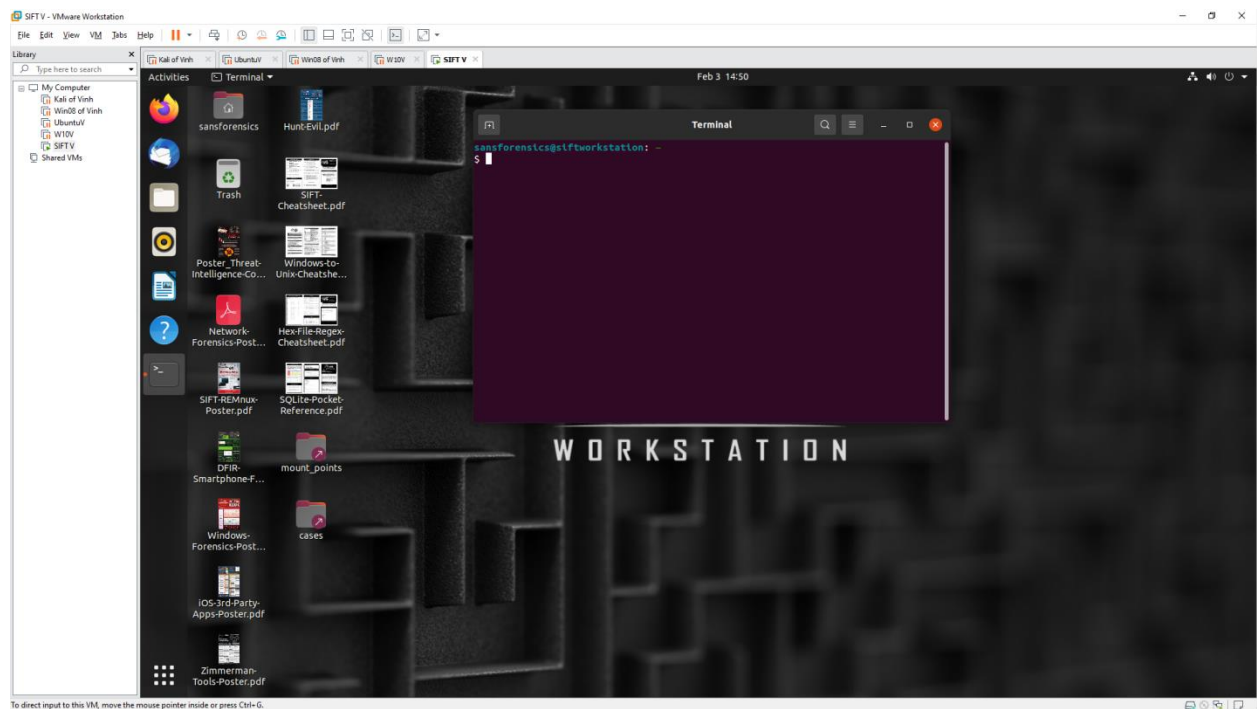 SIFT V - VMware Workstation
File Edit View VM Tabs Help
Library
Type here to search
My Computer
Kali of Vinh
Win08 of Vinh
UbuntuV
W10V
SIFT V
Shared VMs
Kali of Vinh UbuntuV Win08 of Vinh W10V SIFT V
Activities Terminal Feb 3 14:50
sansforensics Hunt-Evil.pdf
Trash SIFT-
Cheatsheet.pdf
Poster_Threat- Windows-to-
Intelligence-Co... Unix-Cheatshe...
Network- Hex-File-Regex-
Forensics-Post... Cheatsheet.pdf
SIFT-REMnux- SQLite-Pocket-
Poster.pdf Reference.pdf
DFIR- mount_points
Smartphone-F...
Windows- cases
Forensics-Post...
iOS-3rd-Party-
Apps-Poster.pdf
Zimmerman-
Tools-Poster.pdf
Terminal
sansforensics@siftworkstation: ~
$
WORKSTATION
To direct input to this VM, move the mouse pointer inside or press Ctrl+G.